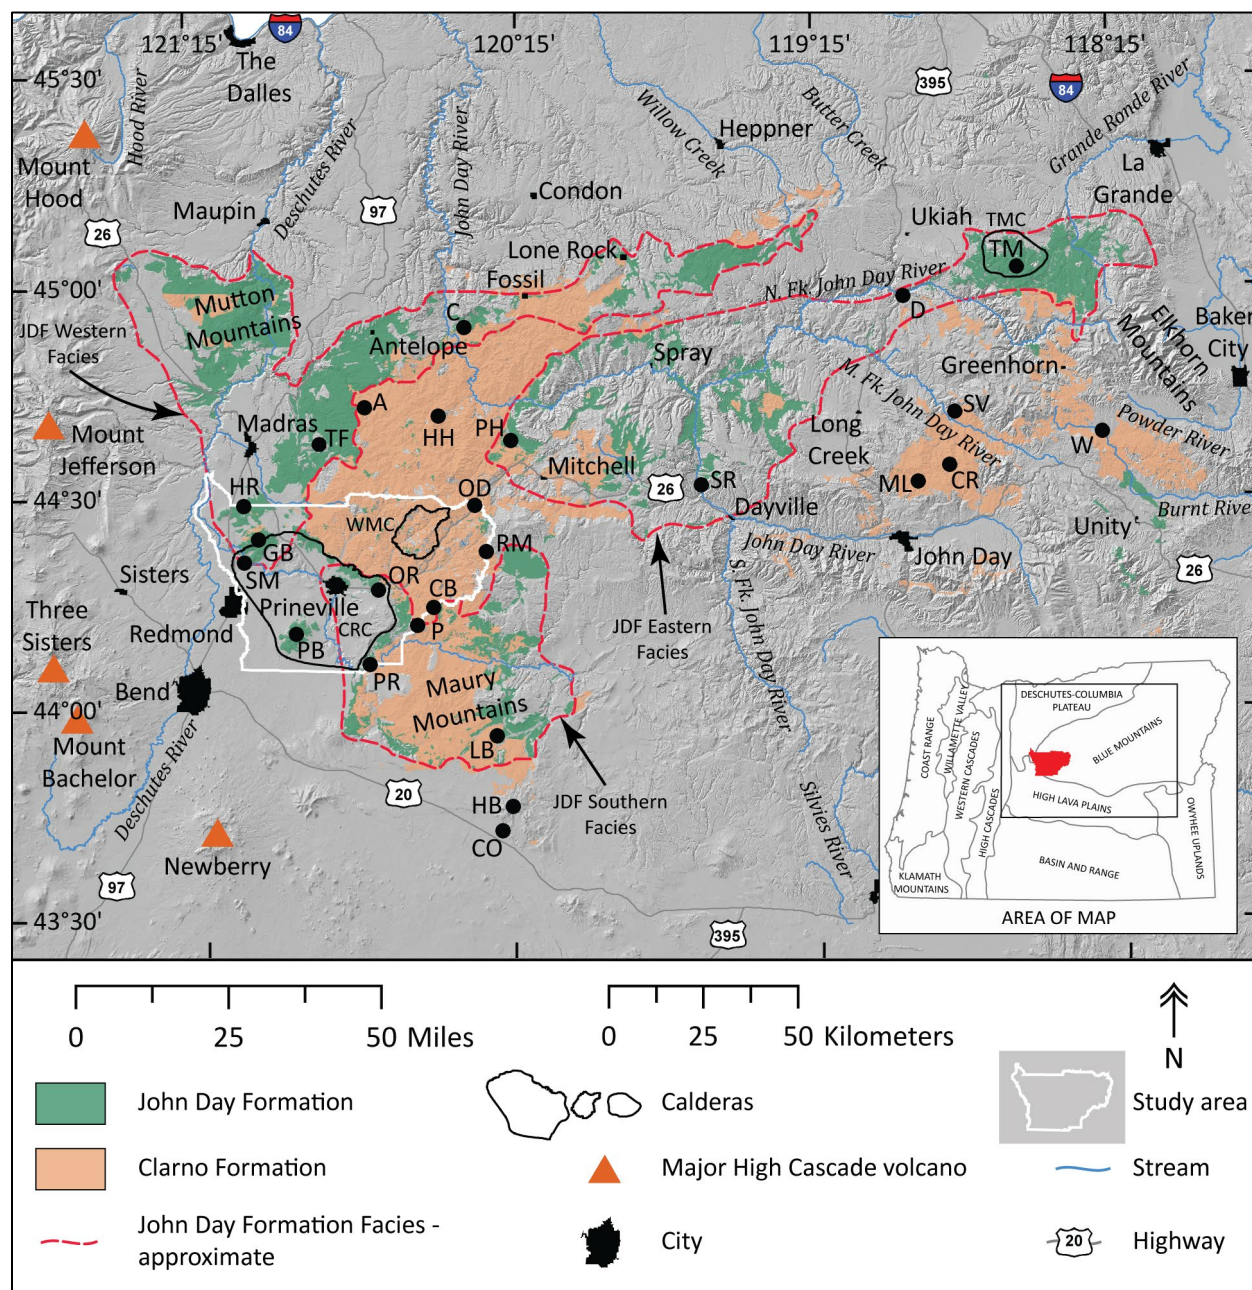 121°15'
84
120°15'
119°15'
118°15'
The
Dalles
45°30'
395
84
Hood River
Deschutes River
John Day River
Willow Creek
Butter Creek
Heppner
Grande Ronde River
La
Grande
Mount
Hood
Condon
Maupin
97
26
Ukiah
TMC
TM
Lone Rock
Fossil
45°00'
N. Fk. John Day River
D
Mutton
Mountains
JDF Western
Facies
C
Antelope
Spray
Greenhorn
Elkhorn
Mountains
Baker
City
M. Fk. John Day River
A
HH
PH
SV
W
Powder River
Mount
Jefferson
Madras
TF
Mitchell
Long
Creek
44°30'
HR
OD
26
SR
ML
CR
Dayville
Burnt River
Unity
WMC
RM
John Day River
John Day
GB
SM
OR
CB
Sisters
26
Three
Sisters
Prineville
CRC
P
Redmond
PB
PR
JDF Eastern
Facies
S. Fk. John Day River
Bend
Maury
Mountains
44°00'
Mount
Bachelor
LB
Deschutes River
20
HB
CO
JDF Southern
Facies
Silvies River
Newberry
97
43°30'
395
DESCHUTES-COLUMBIA
PLATEAU
COAST RANGE
WILLAMETTE VALLEY
WESTERN CASCADES
HIGH CASCADES
BLUE MOUNTAINS
HIGH LAVA PLAINS
OWYHEE UPLANDS
KLAMATH
MOUNTAINS
BASIN AND RANGE
AREA OF MAP
0 25 50 Miles
0 25 50 Kilometers
N
John Day Formation
Calderas
Study area
Clarno Formation
Major High Cascade volcano
Stream
John Day Formation Facies -
approximate
City
20
Highway